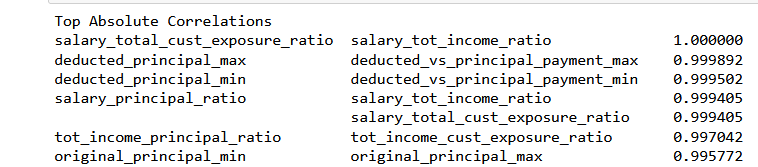 Top Absolute Correlations
salary_total_cust_exposure_ratio  salary_tot_income_ratio  1.000000
deducted_principal_max  deducted_vs_principal_payment_max  0.999892
deducted_principal_min  deducted_vs_principal_payment_min  0.999502
salary_principal_ratio  salary_tot_income_ratio  0.999405
salary_total_cust_exposure_ratio  0.999405
tot_income_principal_ratio  tot_income_cust_exposure_ratio  0.997042
original_principal_min  original_principal_max  0.995772